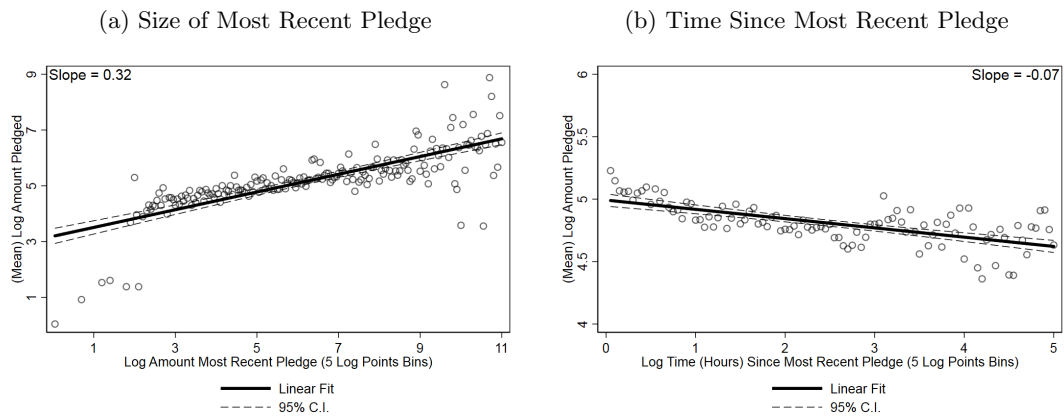 (a) Size of Most Recent Pledge
Slope = 0.32
(Mean) Log Amount Pledged
9
7
5
3
1
1
3
5
7
9
11
Log Amount Most Recent Pledge (5 Log Points Bins)
Linear Fit
95% C.I.
(b) Time Since Most Recent Pledge
Slope = -0.07
(Mean) Log Amount Pledged
6
5.5
5
4.5
4
0
1
2
3
4
5
Log Time (Hours) Since Most Recent Pledge (5 Log Points Bins)
Linear Fit
95% C.I.